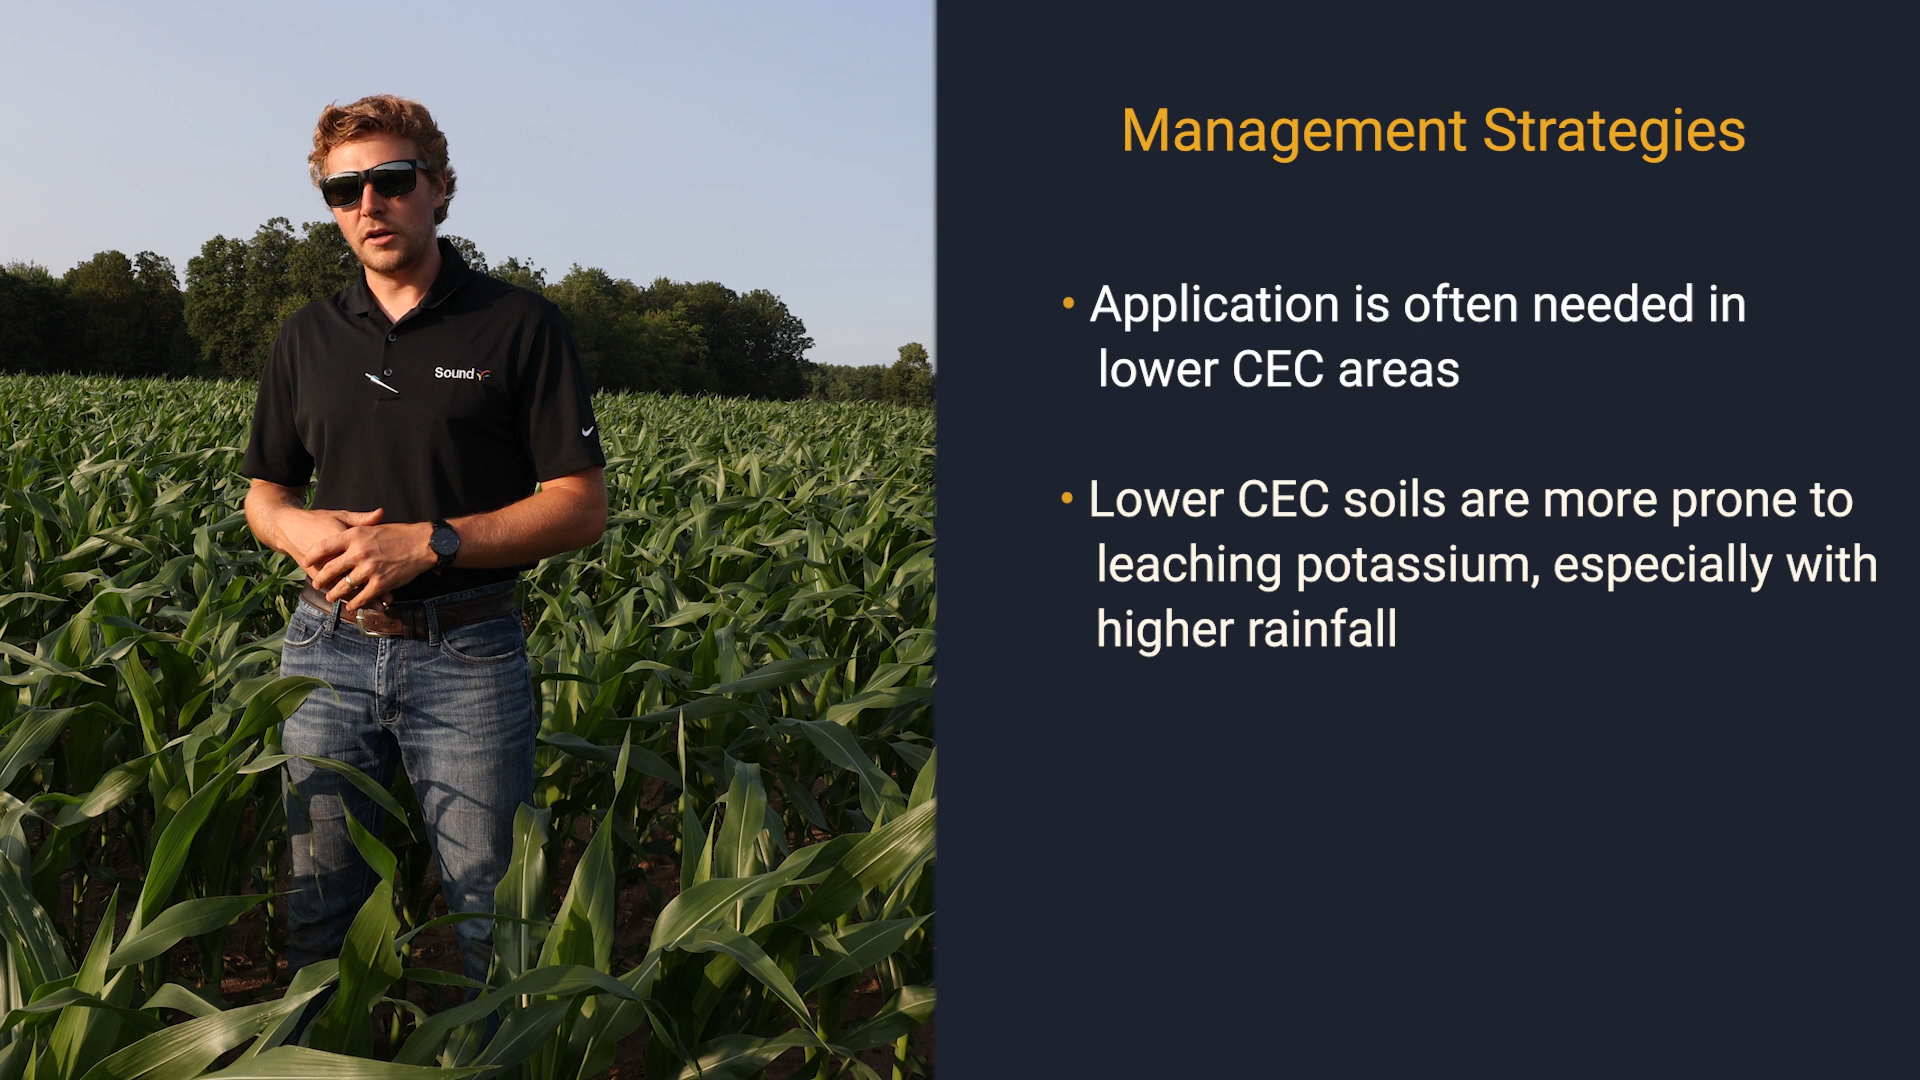 Management Strategies
• Application is often needed in
lower CEC areas
• Lower CEC soils are more prone to
leaching potassium, especially with
higher rainfall
Sound